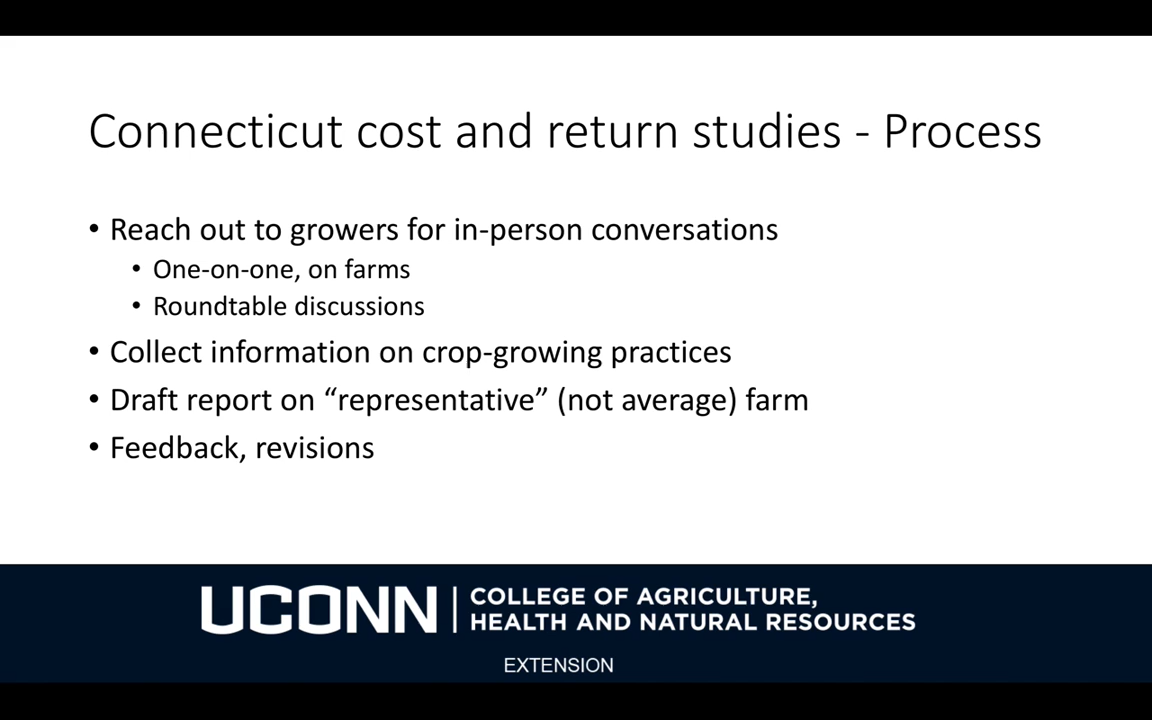 Connecticut cost and return studies - Process
• Reach out to growers for in-person conversations
• One-on-one, on farms
• Roundtable discussions
• Collect information on crop-growing practices
• Draft report on “representative” (not average) farm
• Feedback, revisions
UCONN | COLLEGE OF AGRICULTURE,
HEALTH AND NATURAL RESOURCES
EXTENSION